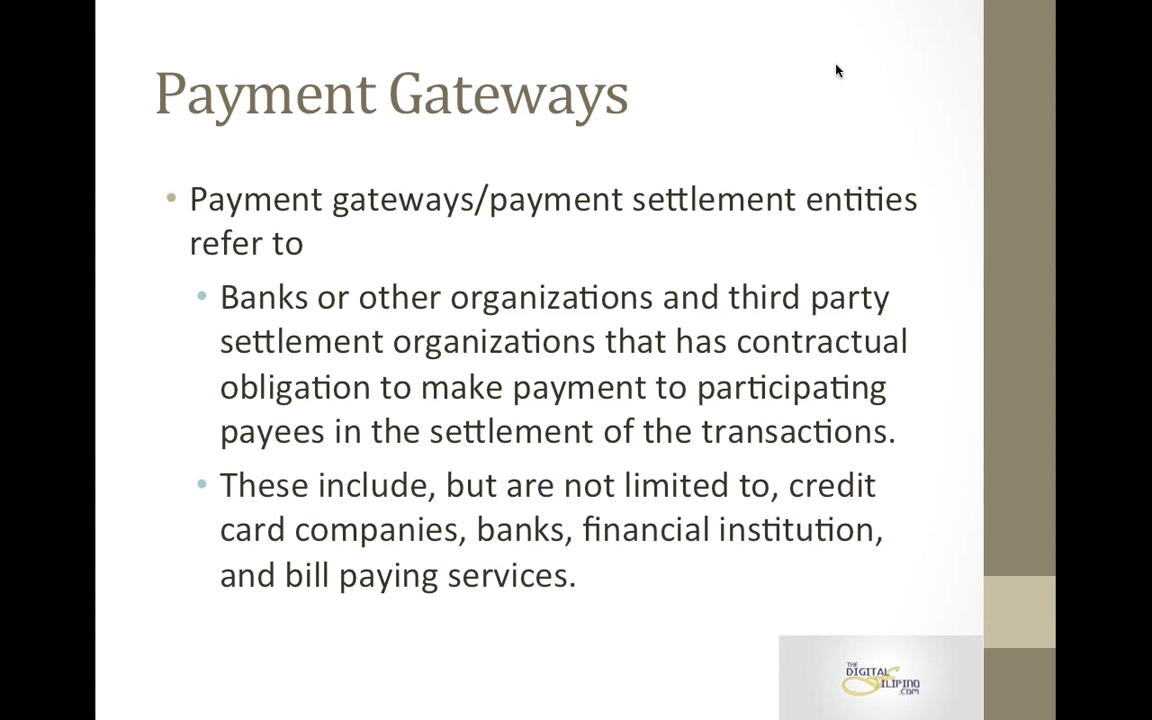 Payment Gateways
• Payment gateways/payment settlement entities
refer to
• Banks or other organizations and third party
settlement organizations that has contractual
obligation to make payment to participating
payees in the settlement of the transactions.
• These include, but are not limited to, credit
card companies, banks, financial institution,
and bill paying services.
THE
DIGITAL
FILIPINO
.COM